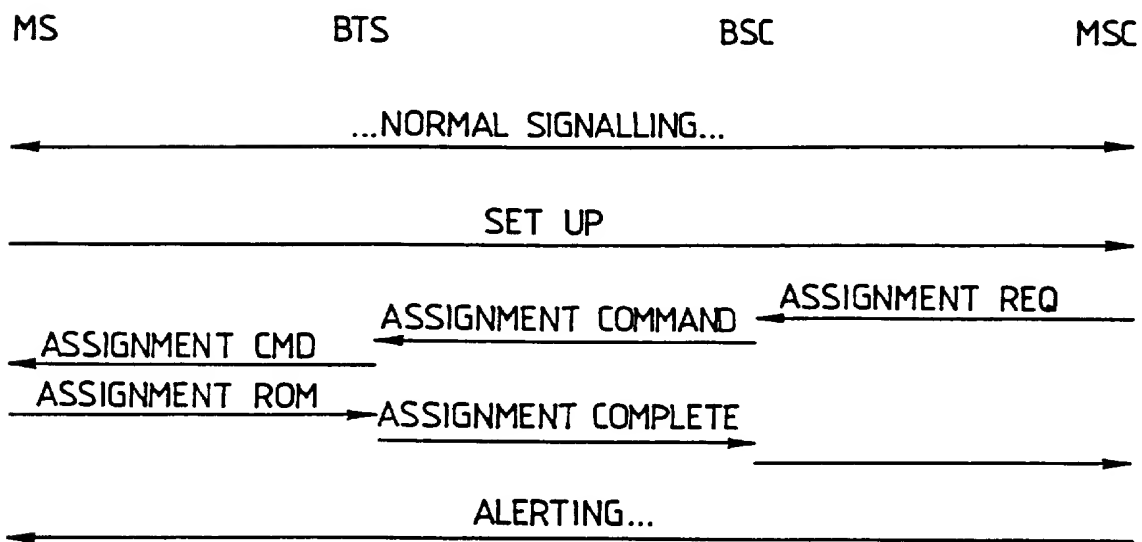 MS BTS BSC MSC
...NORMAL SIGNALLING...
SET UP
ASSIGNMENT REQ
ASSIGNMENT COMMAND
ASSIGNMENT CMD
ASSIGNMENT ROM
ASSIGNMENT COMPLETE
ALERTING...